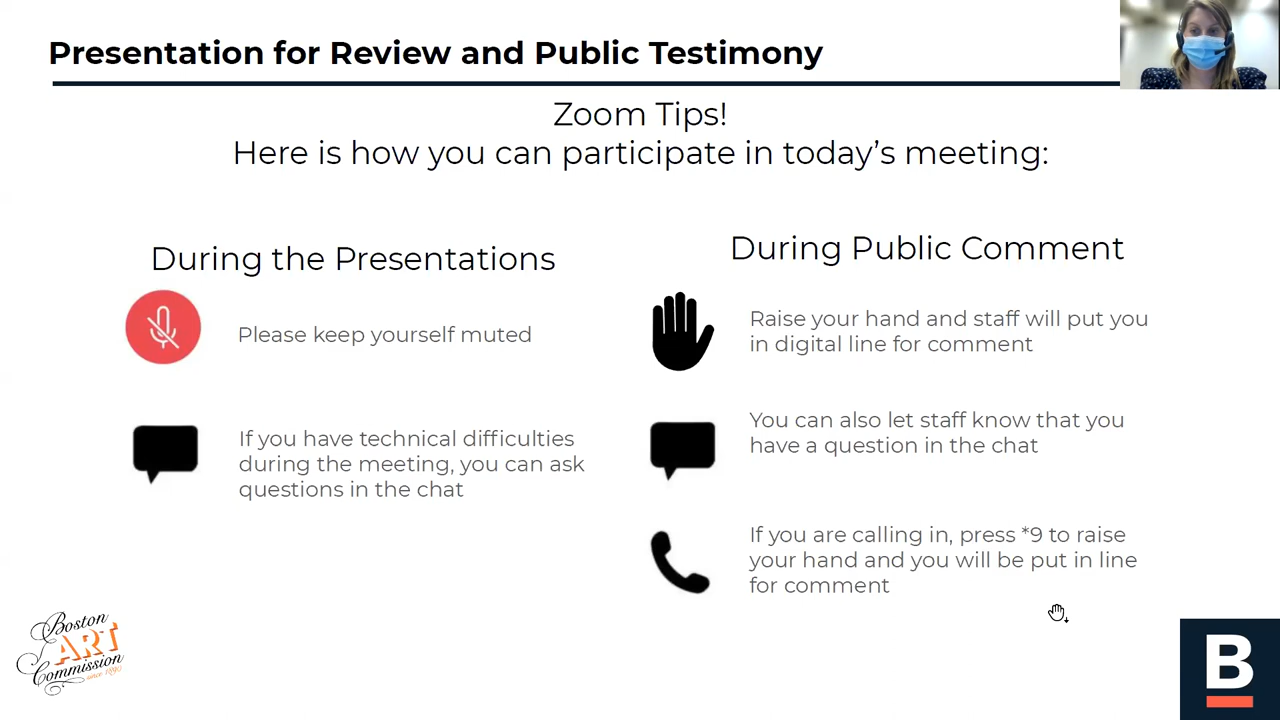 Presentation for Review and Public Testimony
Zoom Tips!
Here is how you can participate in today's meeting:
During the Presentations
Please keep yourself muted
If you have technical difficulties
during the meeting, you can ask
questions in the chat
During Public Comment
Raise your hand and staff will put you
in digital line for comment
You can also let staff know that you
have a question in the chat
If you are calling in, press *9 to raise
your hand and you will be put in line
for comment
Boston
ART
Commission
since 1890
B